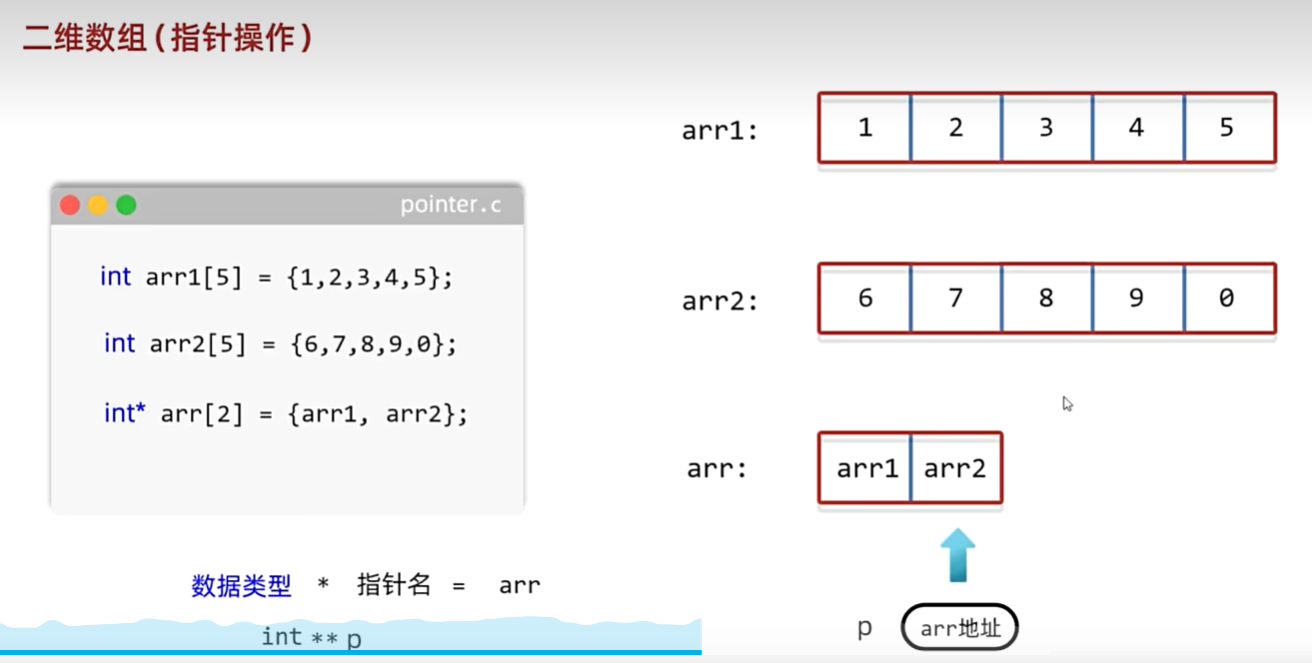 二维数组(指针操作)
pointer.c
int arr1[5] = {1,2,3,4,5};
int arr2[5] = {6,7,8,9,0};
int* arr[2] = {arr1, arr2};
数据类型 * 指针名 = arr
int ** p
arr1: 1 2 3 4 5
arr2: 6 7 8 9 0
arr: arr1 arr2
p arr地址